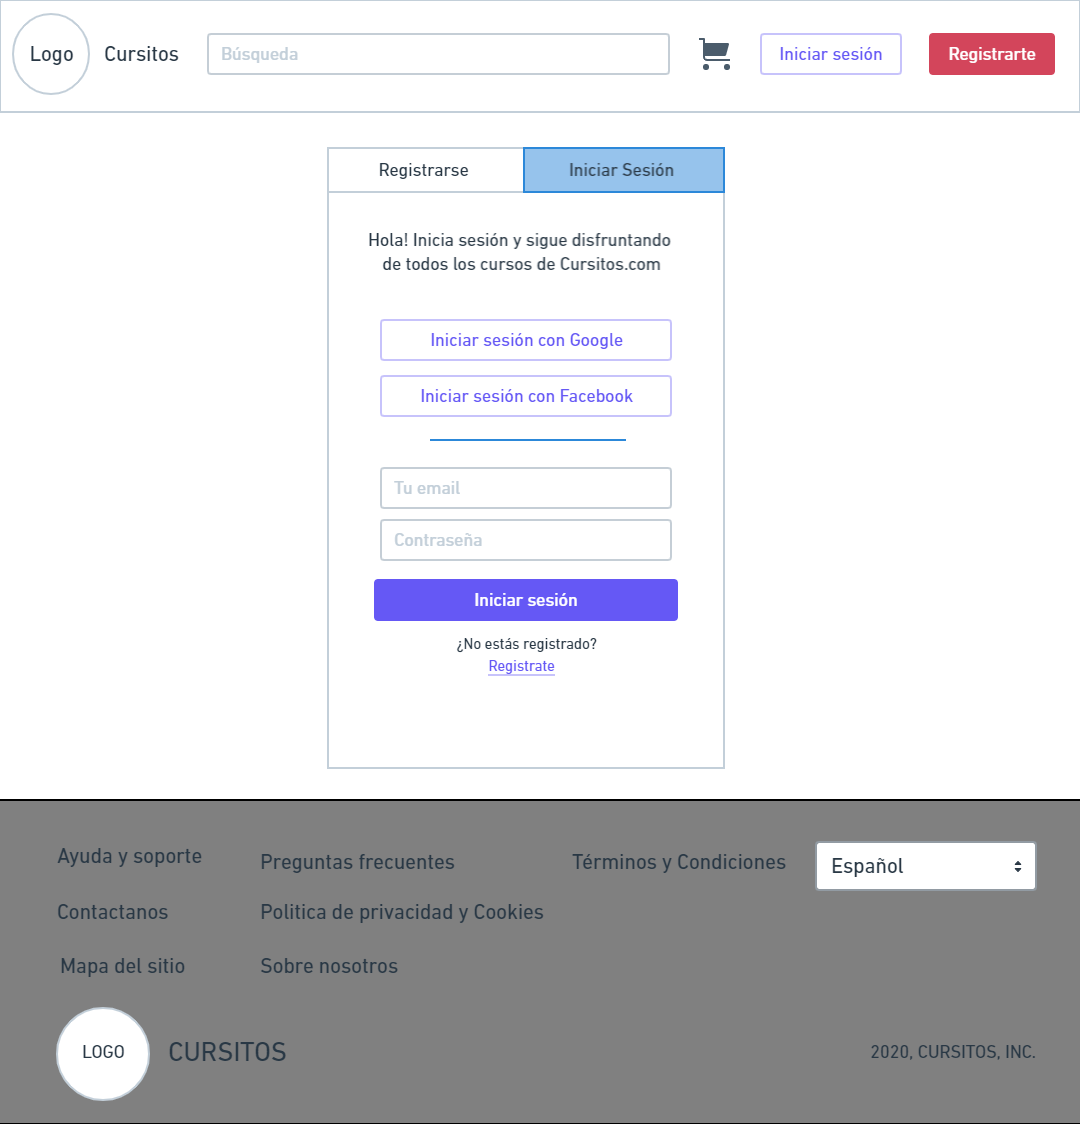 Logo
Cursitos
Búsqueda
Iniciar sesión
Registrarte
Registrarse
Iniciar Sesión
Hola! Inicia sesión y sigue disfruntando
de todos los cursos de Cursitos.com
Iniciar sesión con Google
Iniciar sesión con Facebook
Tu email
Contraseña
Iniciar sesión
¿No estás registrado?
Registrate
Ayuda y soporte
Preguntas frecuentes
Términos y Condiciones
Español
Contactanos
Politica de privacidad y Cookies
Mapa del sitio
Sobre nosotros
LOGO
CURSITOS
2020, CURSITOS, INC.